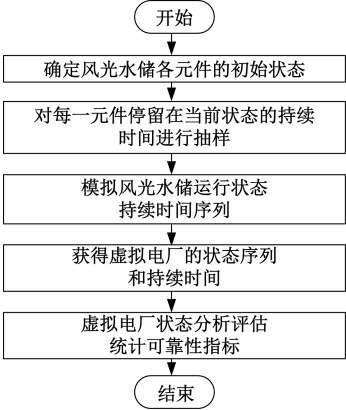 开始
确定风光水储各元件的初始状态
对每一元件停留在当前状态的持续
时间进行抽样
模拟风光水储运行状态
持续时间序列
获得虚拟电厂的状态序列
和持续时间
虚拟电厂状态分析评估
统计可靠性指标
结束